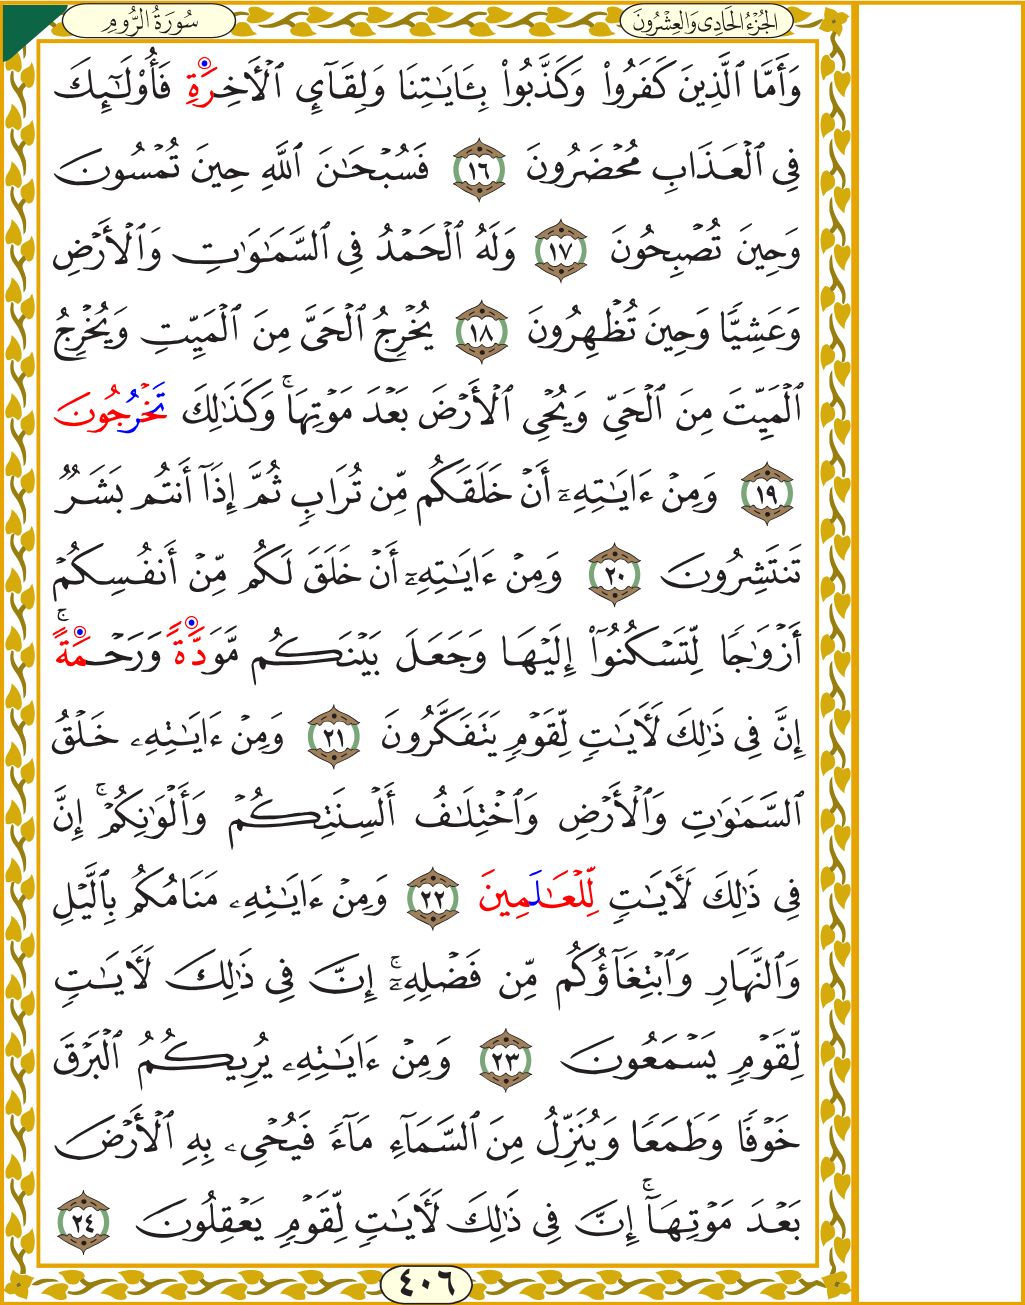 الجُزْءُ الحَادِى وَالعِشْرُونَ
سُورَةُ الرُّومِ
وَأَمَّا ٱلَّذِينَ كَفَرُواْ وَكَذَّبُواْ بِـَٔايَٰتِنَا وَلِقَآيِٕ ٱلۡأٓخِرَةِ فَأُوْلَٰٓئِكَ
فِي ٱلۡعَذَابِ مُحۡضَرُونَ ١٦ فَسُبۡحَٰنَ ٱللَّهِ حِينَ تُمۡسُونَ
وَحِينَ تُصۡبِحُونَ ١٧ وَلَهُ ٱلۡحَمۡدُ فِي ٱلسَّمَٰوَٰتِ وَٱلۡأَرۡضِ
وَعَشِيّٗا وَحِينَ تُظۡهِرُونَ ١٨ يُخۡرِجُ ٱلۡحَيَّ مِنَ ٱلۡمَيِّتِ وَيُخۡرِجُ
ٱلۡمَيِّتَ مِنَ ٱلۡحَيِّ وَيُحۡيِ ٱلۡأَرۡضَ بَعۡدَ مَوۡتِهَاۚ وَكَذَٰلِكَ تَخۡرُجُونَ
١٩ وَمِنۡ ءَايَٰتِهِۦٓ أَنۡ خَلَقَكُم مِّن تُرَابٖ ثُمَّ إِذَآ أَنتُم بَشَرٞ
تَنتَشِرُونَ ٢٠ وَمِنۡ ءَايَٰتِهِۦٓ أَنۡ خَلَقَ لَكُم مِّنۡ أَنفُسِكُمۡ
أَزۡوَٰجٗا لِّتَسۡكُنُوٓاْ إِلَيۡهَا وَجَعَلَ بَيۡنَكُم مَّوَدَّةٗ وَرَحۡمَةًۚ
إِنَّ فِي ذَٰلِكَ لَأٓيَٰتٖ لِّقَوۡمٖ يَتَفَكَّرُونَ ٢١ وَمِنۡ ءَايَٰتِهِۦ خَلۡقُ
ٱلسَّمَٰوَٰتِ وَٱلۡأَرۡضِ وَٱخۡتِلَٰفُ أَلۡسِنَتِكُمۡ وَأَلۡوَٰنِكُمۡۚ إِنَّ
فِي ذَٰلِكَ لَأٓيَٰتٖ لِّلۡعَٰلَمِينَ ٢٢ وَمِنۡ ءَايَٰتِهِۦ مَنَامُكُم بِٱلَّيۡلِ
وَٱلنَّهَارِ وَٱبۡتِغَآؤُكُم مِّن فَضۡلِهِۦٓۚ إِنَّ فِي ذَٰلِكَ لَأٓيَٰتٖ
لِّقَوۡمٖ يَسۡمَعُونَ ٢٣ وَمِنۡ ءَايَٰتِهِۦ يُرِيكُمُ ٱلۡبَرۡقَ
خَوۡفٗا وَطَمَعٗا وَيُنَزِّلُ مِنَ ٱلسَّمَآءِ مَآءٗ فَيُحۡيِۦ بِهِ ٱلۡأَرۡضَ
بَعۡدَ مَوۡتِهَآۚ إِنَّ فِي ذَٰلِكَ لَأٓيَٰتٖ لِّقَوۡمٖ يَعۡقِلُونَ ٢٤
٤٠٦